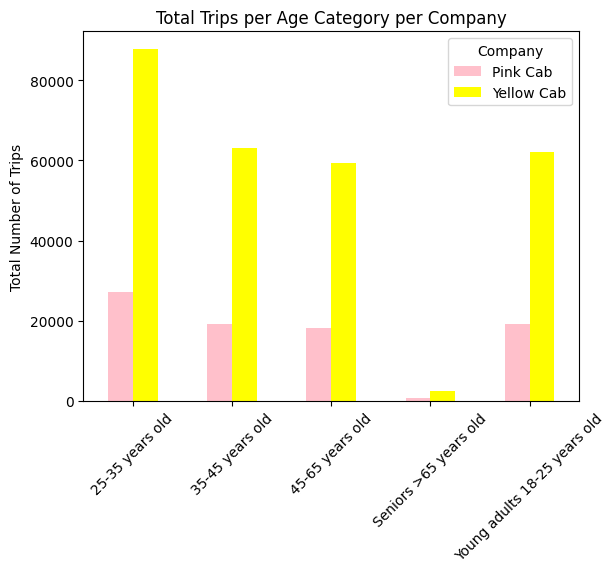 Total Trips per Age Category per Company
Company
Pink Cab
Yellow Cab
Total Number of Trips
80000
60000
40000
20000
0
25-35 years old
35-45 years old
45-65 years old
Seniors >65 years old
Young adults 18-25 years old